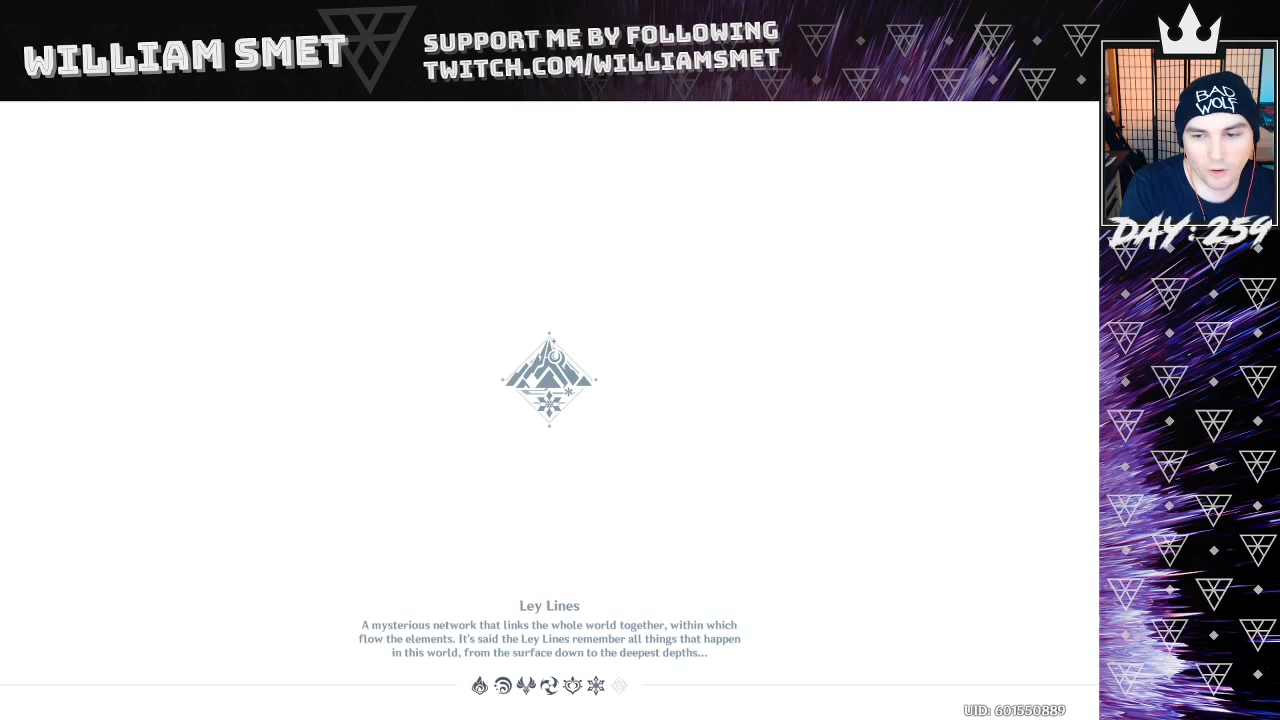 WILLIAM SMET
SUPPORT ME BY FOLLOWING
TWITCH.COM/WILLIAMSMET
BAD
WOLF
DAY: 259
Ley Lines
A mysterious network that links the whole world together, within which
flow the elements. It's said the Ley Lines remember all things that happen
in this world, from the surface down to the deepest depths...
UID: 601550889